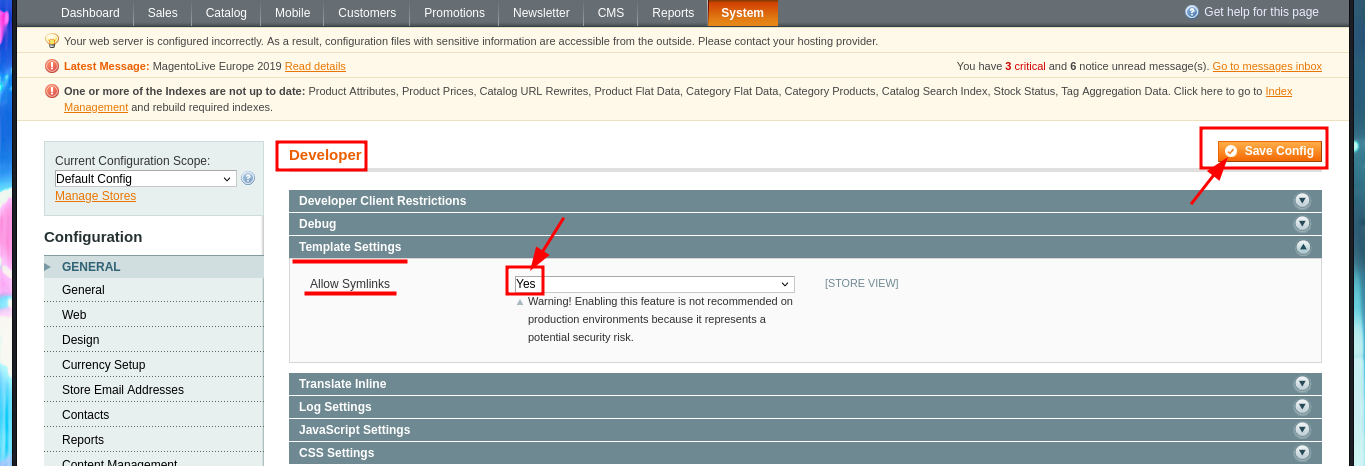 Dashboard Sales Catalog Mobile Customers Promotions Newsletter CMS Reports System Get help for this page
Your web server is configured incorrectly. As a result, configuration files with sensitive information are accessible from the outside. Please contact your hosting provider.
Latest Message: MagentoLive Europe 2019 Read details You have 3 critical and 6 notice unread message(s). Go to messages inbox
One or more of the Indexes are not up to date: Product Attributes, Product Prices, Catalog URL Rewrites, Product Flat Data, Category Flat Data, Category Products, Catalog Search Index, Stock Status, Tag Aggregation Data. Click here to go to Index
Management and rebuild required indexes.
Current Configuration Scope:
Default Config
Manage Stores
Configuration
GENERAL
General
Web
Design
Currency Setup
Store Email Addresses
Contacts
Reports
Content Management
Developer
Save Config
Developer Client Restrictions
Debug
Template Settings
Allow Symlinks Yes [STORE VIEW]
Warning! Enabling this feature is not recommended on
production environments because it represents a
potential security risk.
Translate Inline
Log Settings
JavaScript Settings
CSS Settings